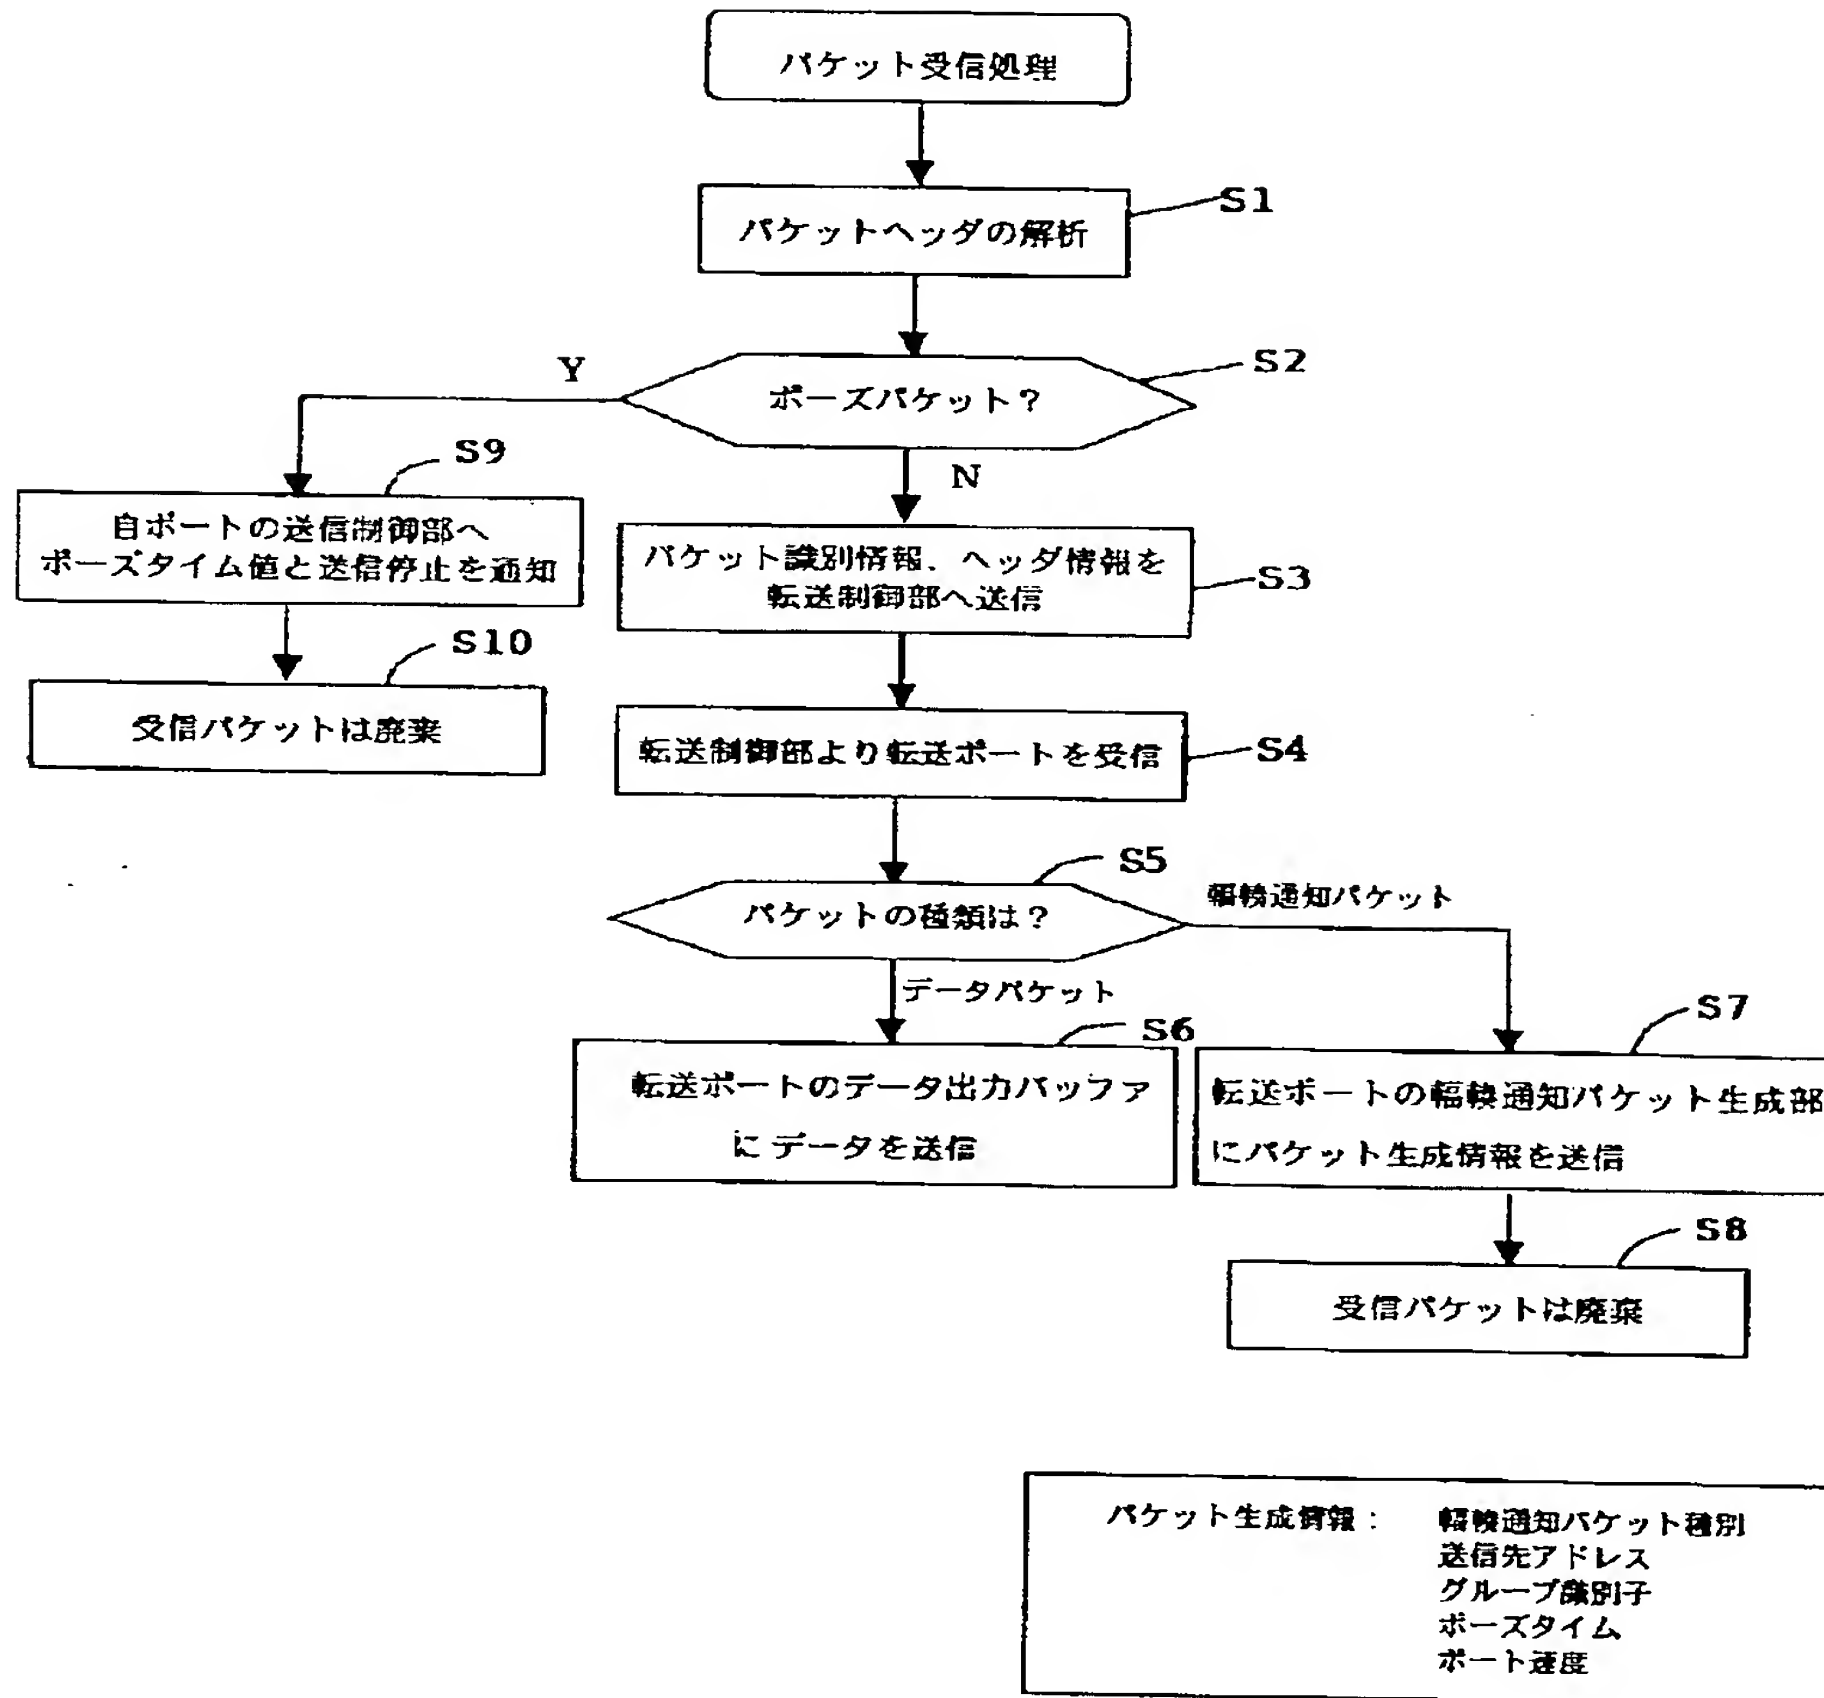 パケット受信処理
S1
パケットヘッダの解析
S2
ポーズパケット？
Y
N
S9
自ポートの送信制御部へ
ポーズタイム値と送信停止を通知
S10
受信パケットは廃棄
S3
パケット識別情報、ヘッダ情報を
転送制御部へ送信
S4
転送制御部より転送ポートを受信
S5
パケットの種類は？
輻輳通知パケット
データパケット
S6
転送ポートのデータ出力バッファ
にデータを送信
S7
転送ポートの輻輳通知パケット生成部
にパケット生成情報を送信
S8
受信パケットは廃棄
パケット生成情報： 輻輳通知パケット種別
送信先アドレス
グループ識別子
ポーズタイム
ポート速度